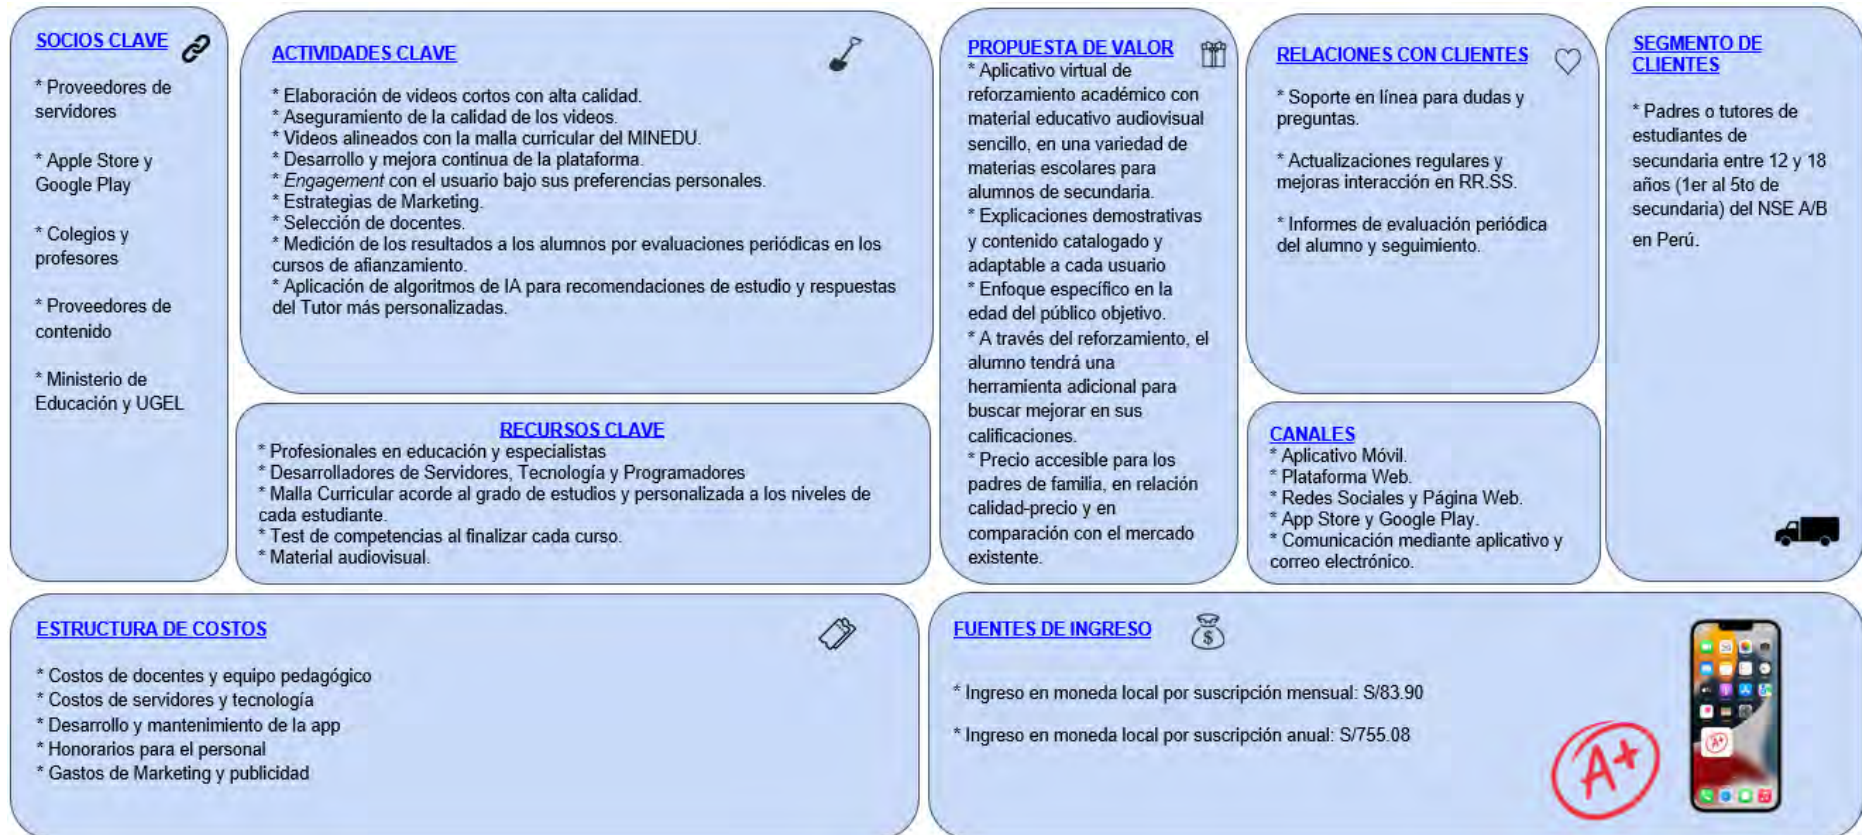 SOCIOS CLAVE
* Proveedores de
servidores
* Apple Store y
Google Play
* Colegios y
profesores
* Proveedores de
contenido
* Ministerio de
Educación y UGEL
ACTIVIDADES CLAVE
* Elaboración de videos cortos con alta calidad.
* Aseguramiento de la calidad de los videos.
* Videos alineados con la malla curricular del MINEDU.
* Desarrollo y mejora continua de la plataforma.
* Engagement con el usuario bajo sus preferencias personales.
* Estrategias de Marketing.
* Selección de docentes.
* Medición de los resultados a los alumnos por evaluaciones periódicas en los
cursos de afianzamiento.
* Aplicación de algoritmos de IA para recomendaciones de estudio y respuestas
del Tutor más personalizadas.
RECURSOS CLAVE
* Profesionales en educación y especialistas
* Desarrolladores de Servidores, Tecnología y Programadores
* Malla Curricular acorde al grado de estudios y personalizada a los niveles de
cada estudiante.
* Test de competencias al finalizar cada curso.
* Material audiovisual.
PROPUESTA DE VALOR
* Aplicativo virtual de
reforzamiento académico con
material educativo audiovisual
sencillo, en una variedad de
materias escolares para
alumnos de secundaria.
* Explicaciones demostrativas
y contenido catalogado y
adaptable a cada usuario
* Enfoque específico en la
edad del público objetivo.
* A través del reforzamiento, el
alumno tendrá una
herramienta adicional para
buscar mejorar en sus
calificaciones.
* Precio accesible para los
padres de familia, en relación
calidad-precio y en
comparación con el mercado
existente.
RELACIONES CON CLIENTES
* Soporte en línea para dudas y
preguntas.
* Actualizaciones regulares y
mejoras interacción en RR.SS.
* Informes de evaluación periódica
del alumno y seguimiento.
CANALES
* Aplicativo Móvil.
* Plataforma Web.
* Redes Sociales y Página Web.
* App Store y Google Play.
* Comunicación mediante aplicativo y
correo electrónico.
SEGMENTO DE
CLIENTES
* Padres o tutores de
estudiantes de
secundaria entre 12 y 18
años (1er al 5to de
secundaria) del NSE A/B
en Perú.
ESTRUCTURA DE COSTOS
* Costos de docentes y equipo pedagógico
* Costos de servidores y tecnología
* Desarrollo y mantenimiento de la app
* Honorarios para el personal
* Gastos de Marketing y publicidad
FUENTES DE INGRESO
$
* Ingreso en moneda local por suscripción mensual: S/83.90
* Ingreso en moneda local por suscripción anual: S/755.08
A+
A+